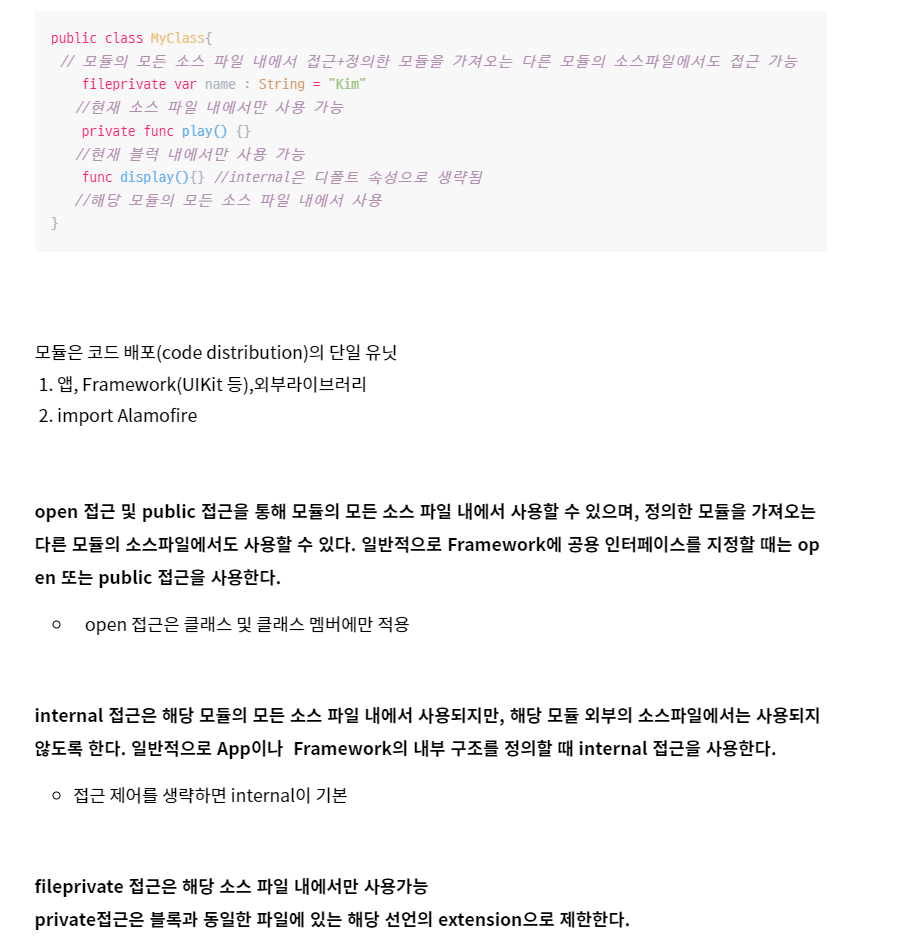 public class MyClass{
// 모듈의 모든 소스 파일 내에서 접근+정의한 모듈을 가져오는 다른 모듈의 소스파일에서도 접근 가능
fileprivate var name : String = "Kim"
//현재 소스 파일 내에서만 사용 가능
private func play() {}
//현재 블럭 내에서만 사용 가능
func display(){} //internal은 디폴트 속성으로 생략됨
//해당 모듈의 모든 소스 파일 내에서 사용
}
모듈은 코드 배포(code distribution)의 단일 유닛
1. 앱, Framework(UIKit 등),외부라이브러리
2. import Alamofire
open 접근 및 public 접근을 통해 모듈의 모든 소스 파일 내에서 사용할 수 있으며, 정의한 모듈을 가져오는
다른 모듈의 소스파일에서도 사용할 수 있다. 일반적으로 Framework에 공용 인터페이스를 지정할 때는 op
en 또는 public 접근을 사용한다.
○ open 접근은 클래스 및 클래스 멤버에만 적용
internal 접근은 해당 모듈의 모든 소스 파일 내에서 사용되지만, 해당 모듈 외부의 소스파일에서는 사용되지
않도록 한다. 일반적으로 App이나 Framework의 내부 구조를 정의할 때 internal 접근을 사용한다.
○ 접근 제어를 생략하면 internal이 기본
fileprivate 접근은 해당 소스 파일 내에서만 사용가능
private접근은 블록과 동일한 파일에 있는 해당 선언의 extension으로 제한한다.